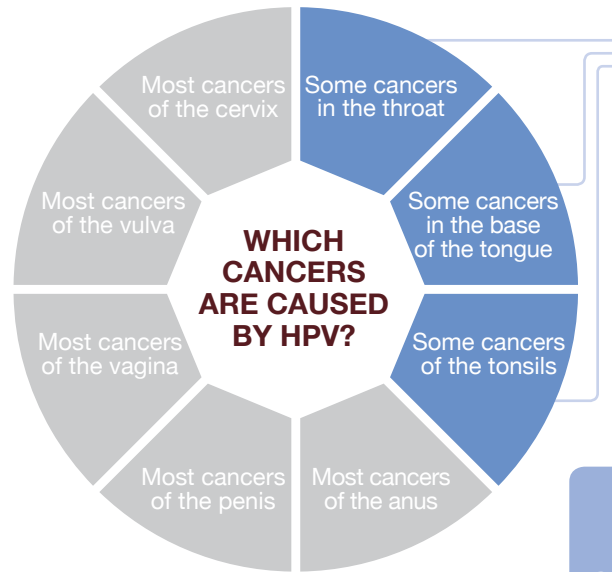 WHICH
CANCERS
ARE CAUSED
BY HPV?
Some cancers
in the throat
Some cancers
in the base
of the tongue
Some cancers
of the tonsils
Most cancers
of the anus
Most cancers
of the penis
Most cancers
of the vagina
Most cancers
of the vulva
Most cancers
of the cervix